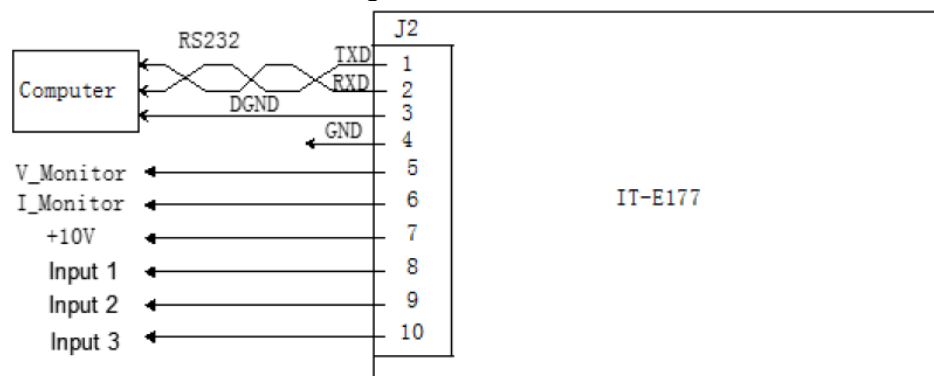 J2
RS232
TXD
1
Computer
RXD
2
DGND
3
GND
4
V_Monitor
5
I_Monitor
6
IT-E177
+10V
7
Input 1
8
Input 2
9
Input 3
10